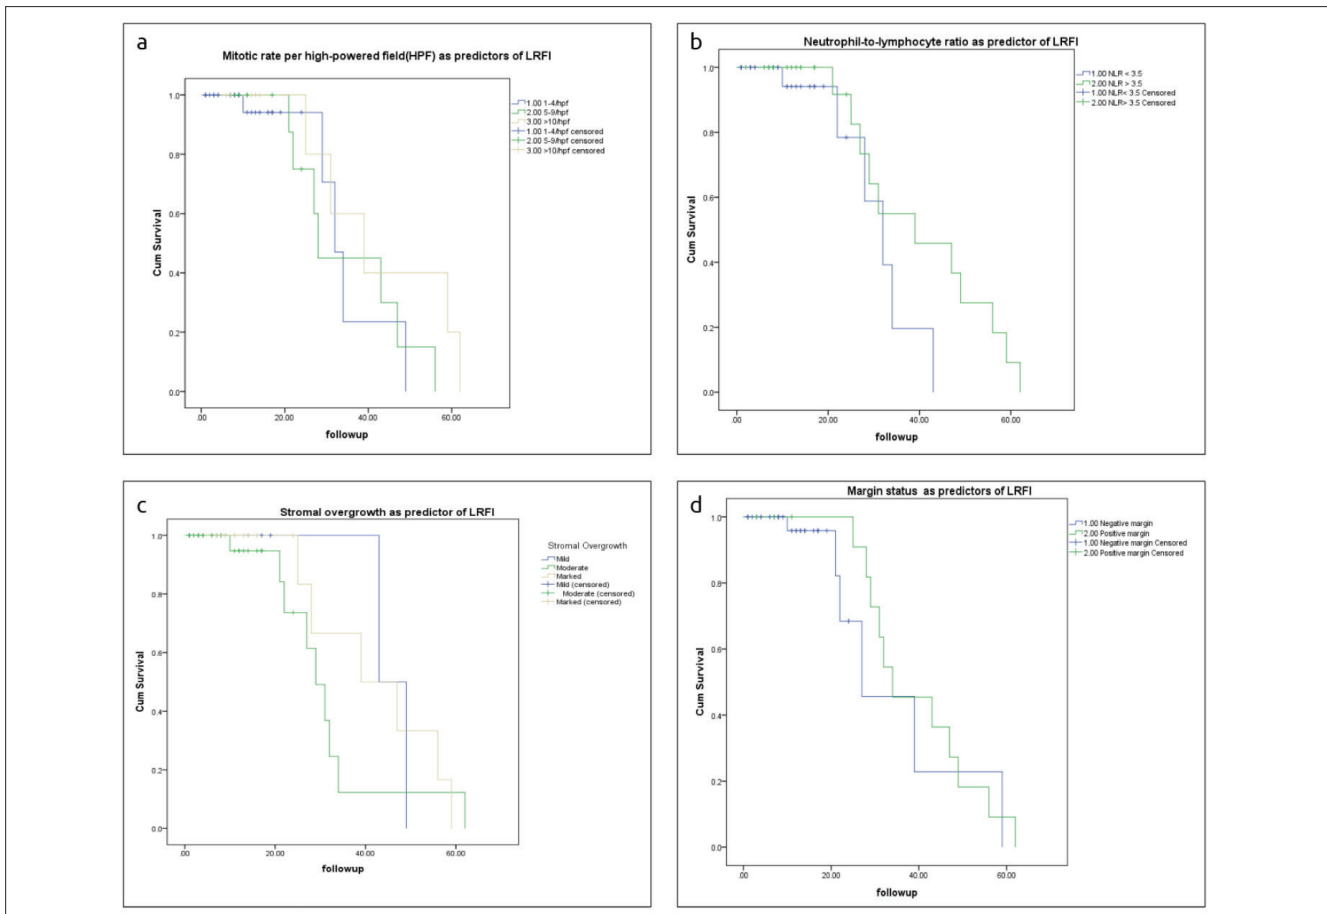 a
Mitotic rate per high-powered field(HPF) as predictors of LRFI
1.00 1-4/hpf
2.00 5-9/hpf
3.00 >10/hpf
1.00 1-4/hpf censored
2.00 5-9/hpf censored
3.00 >10/hpf censored
Cum Survival
1.0
0.8
0.6
0.4
0.2
0.0
.00 20.00 40.00 60.00
followup
b
Neutrophil-to-lymphocyte ratio as predictor of LRFI
1.00 NLR < 3.5
2.00 NLR > 3.5
1.00 NLR< 3.5 Censored
2.00 NLR> 3.5 Censored
Cum Survival
1.0
0.8
0.6
0.4
0.2
0.0
.00 20.00 40.00 60.00
followup
c
Stromal overgrowth as predictor of LRFI
Stromal Overgrowth
Mild
Moderate
Marked
Mild (censored)
Moderate (censored)
Marked (censored)
Cum Survival
1.0
0.8
0.6
0.4
0.2
0.0
.00 20.00 40.00 60.00
followup
d
Margin status as predictors of LRFI
1.00 Negative margin
2.00 Positive margin
1.00 Negative margin Censored
2.00 Positive margin Censored
Cum Survival
1.0
0.8
0.6
0.4
0.2
0.0
.00 20.00 40.00 60.00
followup